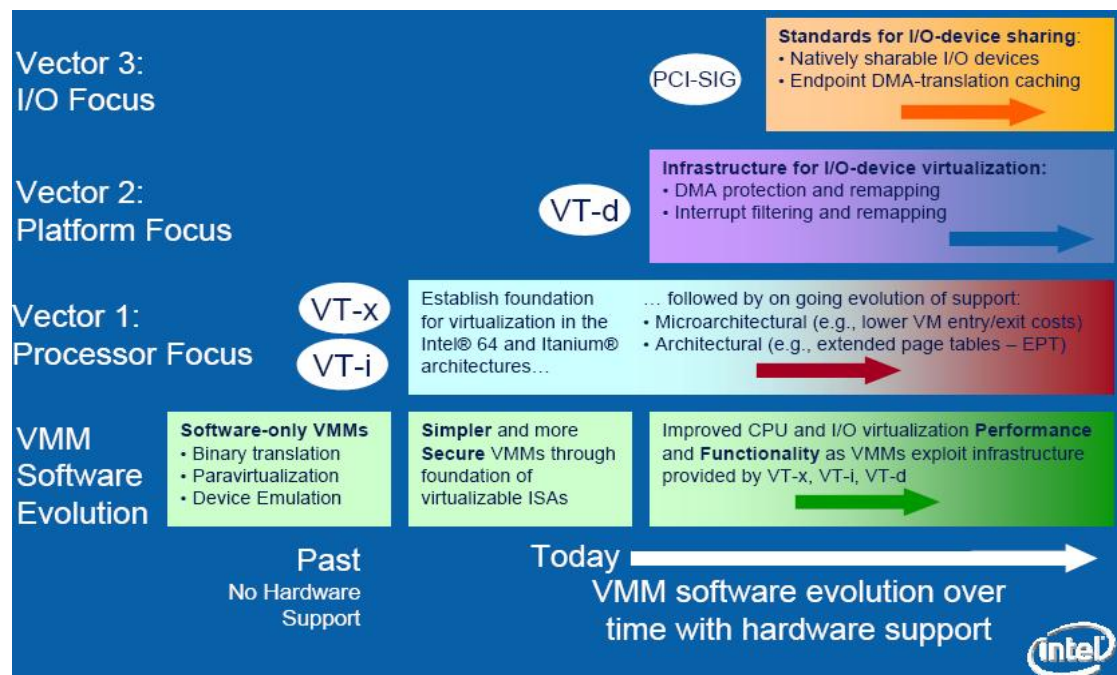 Vector 3:
I/O Focus
PCI-SIG
Standards for I/O-device sharing:
• Natively sharable I/O devices
• Endpoint DMA-translation caching
Vector 2:
Platform Focus
VT-d
Infrastructure for I/O-device virtualization:
• DMA protection and remapping
• Interrupt filtering and remapping
Vector 1:
Processor Focus
VT-x
VT-i
Establish foundation
for virtualization in the
Intel® 64 and Itanium®
architectures…
… followed by on going evolution of support:
• Microarchitectural (e.g., lower VM entry/exit costs)
• Architectural (e.g., extended page tables – EPT)
VMM
Software
Evolution
Software-only VMMs
• Binary translation
• Paravirtualization
• Device Emulation
Simpler and more
Secure VMMs through
foundation of
virtualizable ISAs
Improved CPU and I/O virtualization Performance
and Functionality as VMMs exploit infrastructure
provided by VT-x, VT-i, VT-d
Past
No Hardware
Support
Today
VMM software evolution over
time with hardware support
intel